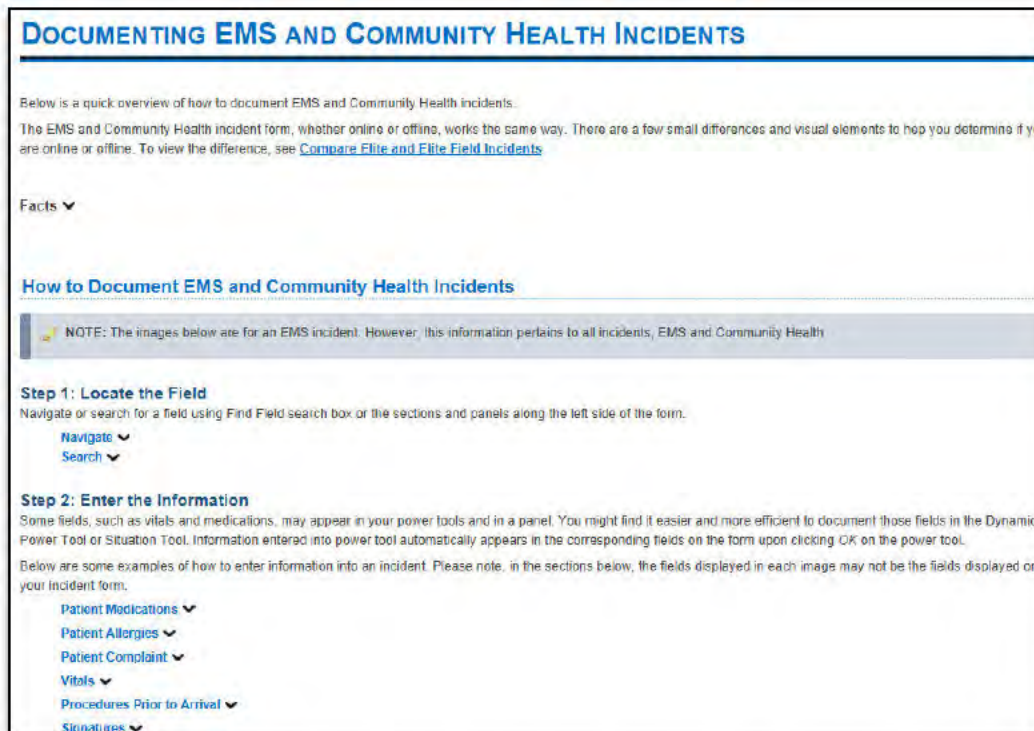 DOCUMENTING EMS AND COMMUNITY HEALTH INCIDENTS
Below is a quick overview of how to document EMS and Community Health incidents.
The EMS and Community Health incident form, whether online or offline, works the same way. There are a few small differences and visual elements to hep you determine if
are online or offline. To view the difference, see Compare Elite and Elite Field Incidents
Facts
How to Document EMS and Community Health Incidents
NOTE: The images below are for an EMS incident. However, this information pertains to all incidents, EMS and Community Health
Step 1: Locate the Field
Navigate or search for a field using Find Field search box or the sections and panels along the left side of the form.
Navigate
Search
Step 2: Enter the Information
Some fields, such as vitals and medications, may appear in your power tools and in a panel. You might find it easier and more efficient to document those fields in the Dynamic
Power Tool or Situation Tool. Information entered into power tool automatically appears in the corresponding fields on the form upon clicking OK on the power tool.
Below are some examples of how to enter information into an incident. Please note, in the sections below, the fields displayed in each image may not be the fields displayed on
your incident form.
Patient Medications
Patient Allergies
Patient Complaint
Vitals
Procedures Prior to Arrival
Signatures